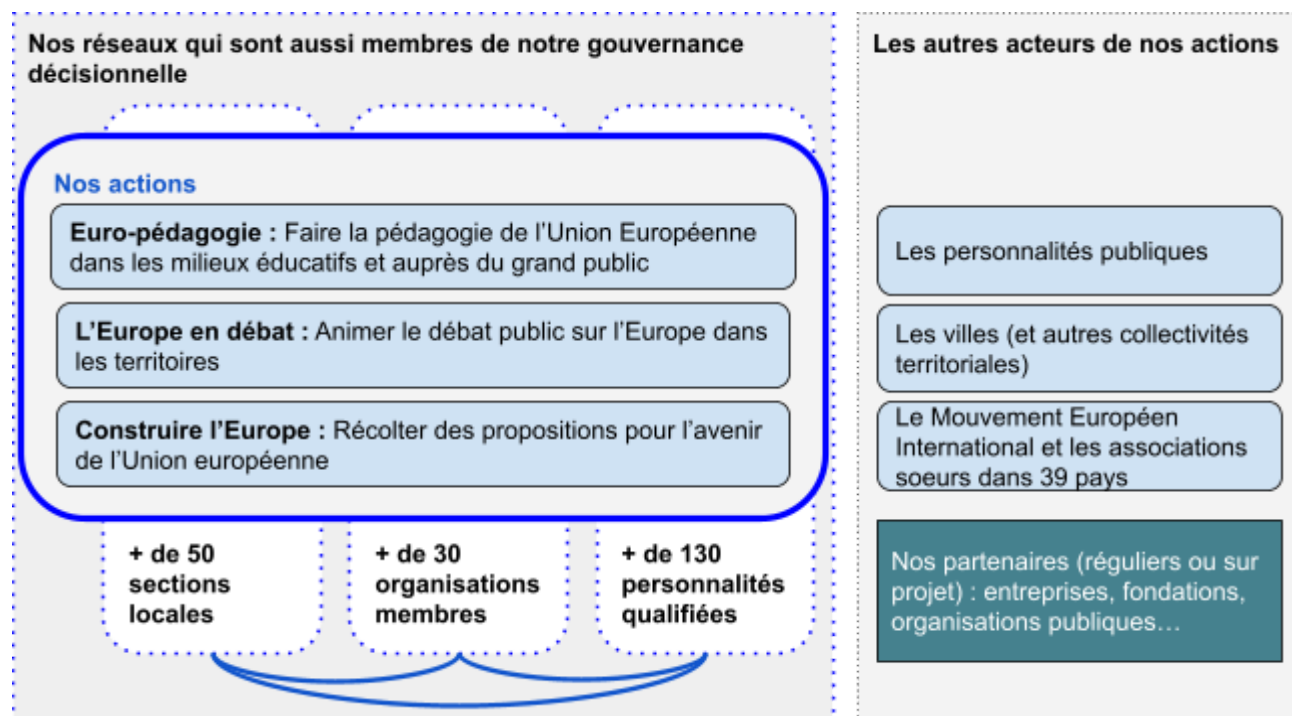 Nos réseaux qui sont aussi membres de notre gouvernance
décisionnelle
Nos actions
Euro-pédagogie : Faire la pédagogie de l'Union Européenne
dans les milieux éducatifs et auprès du grand public
L'Europe en débat : Animer le débat public sur l'Europe dans
les territoires
Construire l'Europe : Récolter des propositions pour l'avenir
de l'Union européenne
+ de 50
sections
locales
+ de 30
organisations
membres
+ de 130
personnalités
qualifiées
Les autres acteurs de nos actions
Les personnalités publiques
Les villes (et autres collectivités
territoriales)
Le Mouvement Européen
International et les associations
soeurs dans 39 pays
Nos partenaires (réguliers ou sur
projet) : entreprises, fondations,
organisations publiques…